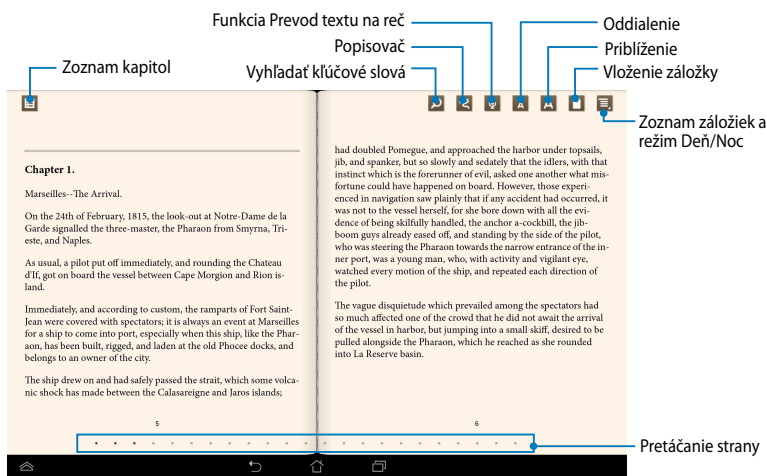 Funkcia Prevod textu na reč
Popisovač
Vyhľadať kľúčové slová
Zoznam kapitol
Oddialenie
Priblíženie
Vloženie záložky
Zoznam záložiek a
režim Deň/Noc
A
A
Chapter 1.
Marseilles--The Arrival.
On the 24th of February, 1815, the look-out at Notre-Dame de la
Garde signalled the three-master, the Pharaon from Smyrna, Tri-
este, and Naples.
As usual, a pilot put off immediately, and rounding the Chateau
d'If, got on board the vessel between Cape Morgion and Rion is-
land.
Immediately, and according to custom, the ramparts of Fort Saint-
Jean were covered with spectators; it is always an event at Marseilles
for a ship to come into port, especially when this ship, like the Phar-
aon, has been built, rigged, and laden at the old Phocee docks, and
belongs to an owner of the city.
The ship drew on and had safely passed the strait, which some volca-
nic shock has made between the Calasareigne and Jaros islands;
5
had doubled Pomegue, and approached the harbor under topsails,
jib, and spanker, but so slowly and sedately that the idlers, with that
instinct which is the forerunner of evil, asked one another what mis-
fortune could have happened on board. However, those experi-
enced in navigation saw plainly that if any accident had occurred, it
was not to the vessel herself, for she bore down with all the evi-
dence of being skilfully handled, the anchor a-cockbill, the jib-
boom guys already eased off, and standing by the side of the pilot,
who was steering the Pharaon towards the narrow entrance of the in-
ner port, was a young man, who, with activity and vigilant eye,
watched every motion of the ship, and repeated each direction of
the pilot.
The vague disquietude which prevailed among the spectators had
so much affected one of the crowd that he did not await the arrival
of the vessel in harbor, but jumping into a small skiff, desired to be
pulled alongside the Pharaon, which he reached as she rounded
into La Reserve basin.
6
Pretáčanie strany